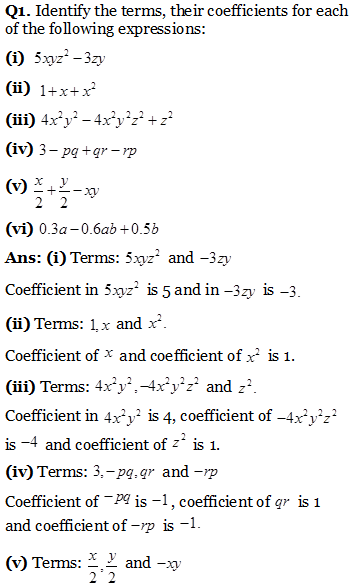 Q1. Identify the terms, their coefficients for each
of the following expressions:
(i) 5xyz² − 3zy
(ii) 1 + x + x²
(iii) 4x²y² − 4x²y²z² + z²
(iv) 3 − pq + qr − rp
(v) x/2 + y/2 − xy
(vi) 0.3a − 0.6ab + 0.5b
Ans: (i) Terms: 5xyz² and −3zy
Coefficient in 5xyz² is 5 and in −3zy is −3.
(ii) Terms: 1, x and x².
Coefficient of x and coefficient of x² is 1.
(iii) Terms: 4x²y², −4x²y²z² and z².
Coefficient in 4x²y² is 4, coefficient of −4x²y²z²
is −4 and coefficient of z² is 1.
(iv) Terms: 3, −pq, qr and −rp
Coefficient of −pq is −1, coefficient of qr is 1
and coefficient of −rp is −1.
(v) Terms: x/2, y/2 and −xy